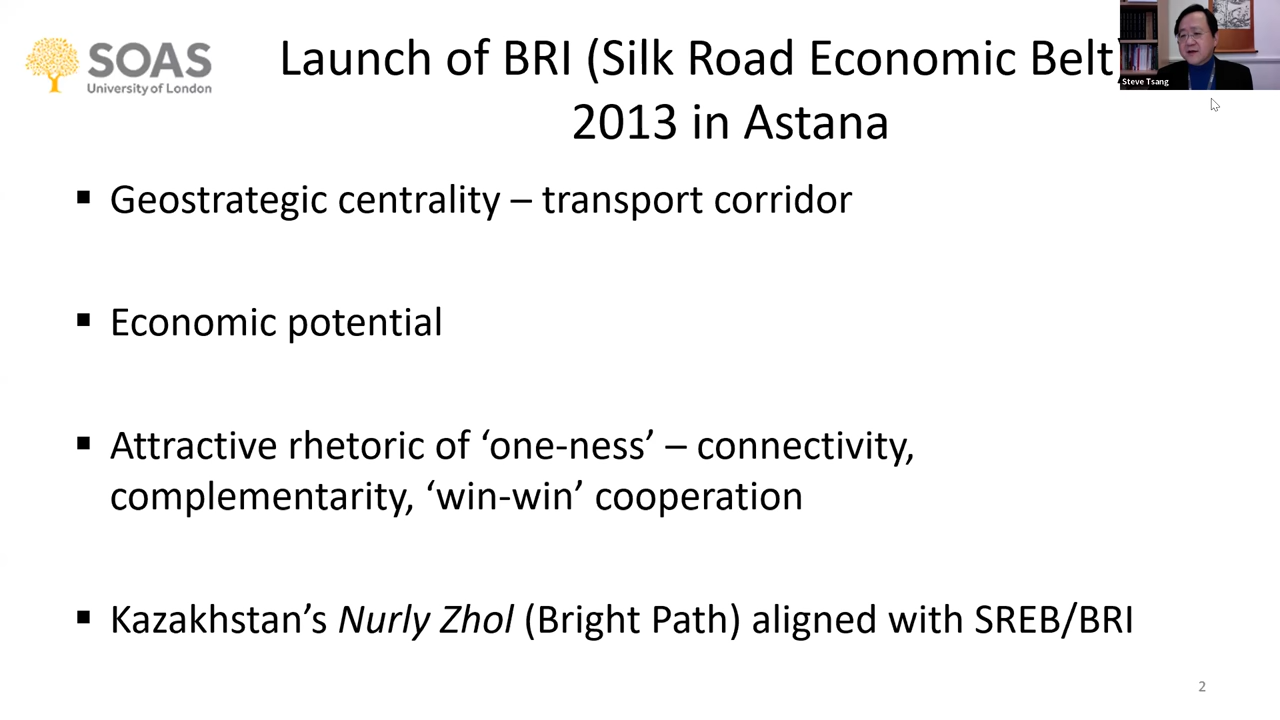 SOAS
University of London
Launch of BRI (Silk Road Economic Belt)
2013 in Astana
Steve Tsang
▪ Geostrategic centrality – transport corridor
▪ Economic potential
▪ Attractive rhetoric of ‘one-ness’ – connectivity,
complementarity, ‘win-win’ cooperation
▪ Kazakhstan’s Nurly Zhol (Bright Path) aligned with SREB/BRI
2